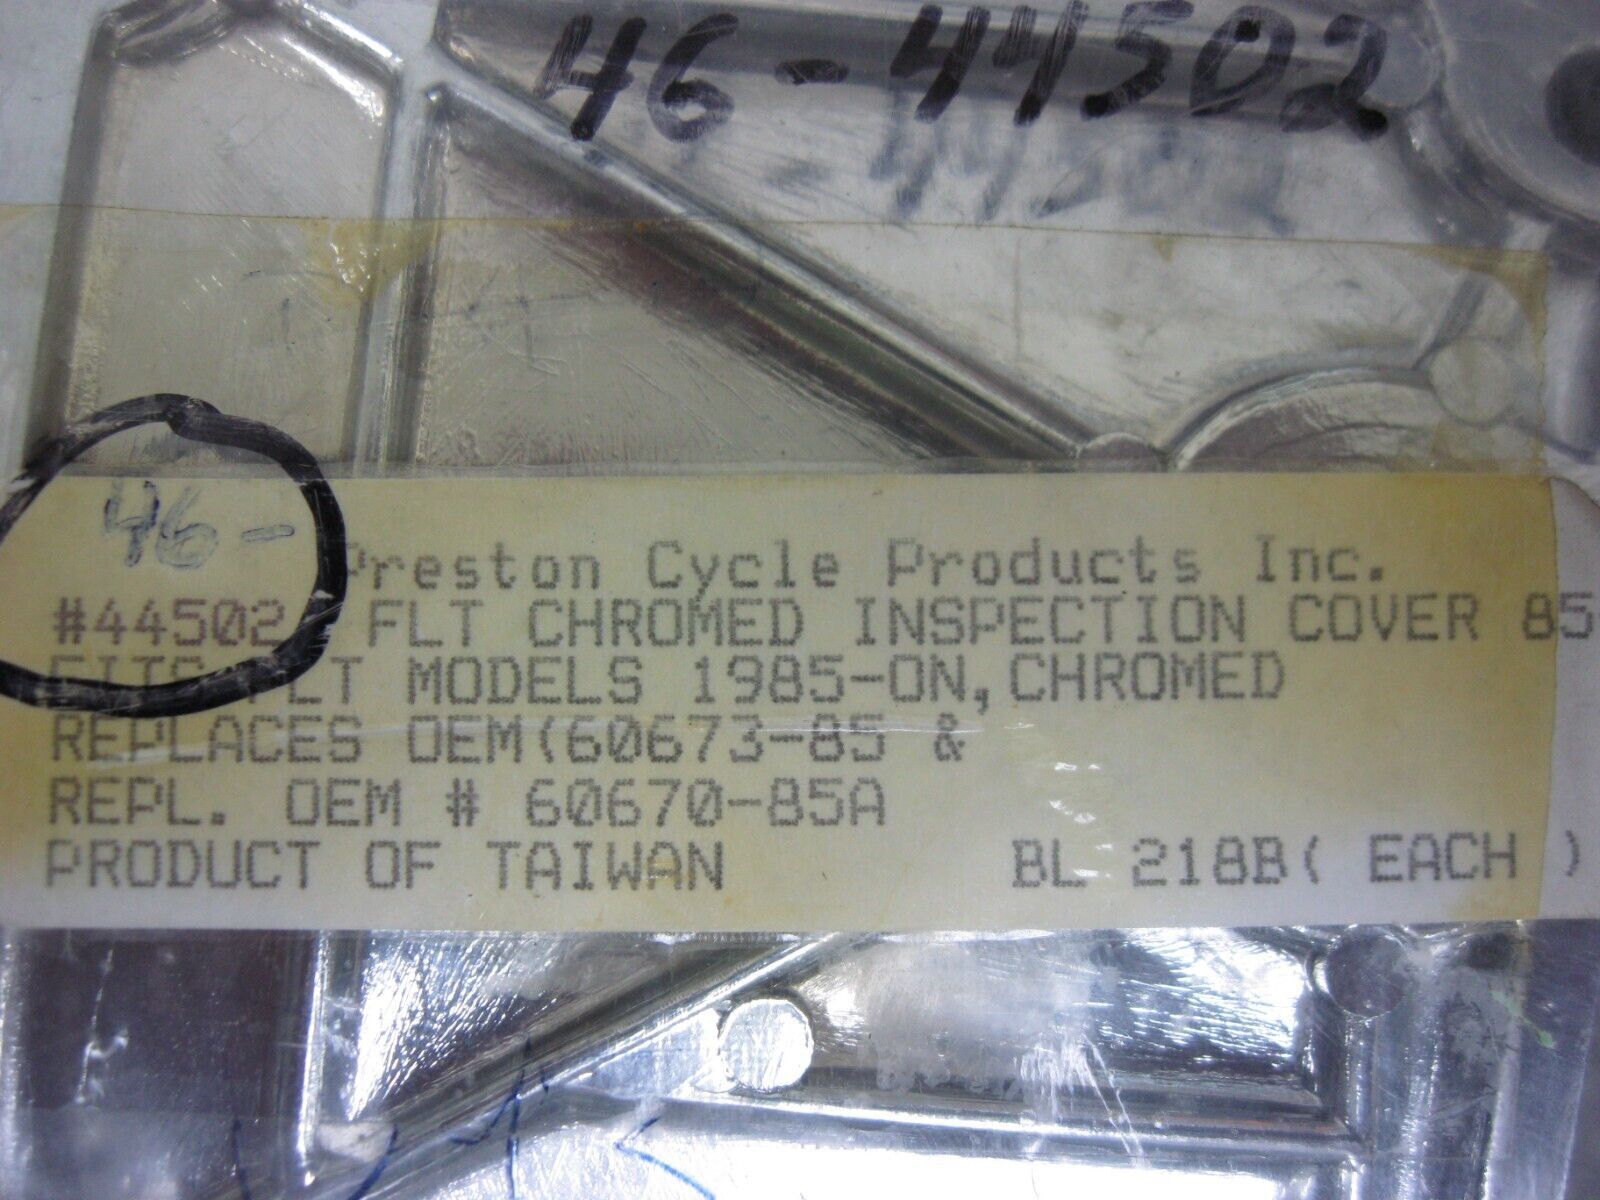 46-44502
46-
Preston Cycle Products Inc.
#44502 FLT CHROMED INSPECTION COVER 85
FITS FLT MODELS 1985-ON, CHROMED
REPLACES OEM(60673-85 &
REPL. OEM # 60670-85A
PRODUCT OF TAIWAN BL 218B( EACH )